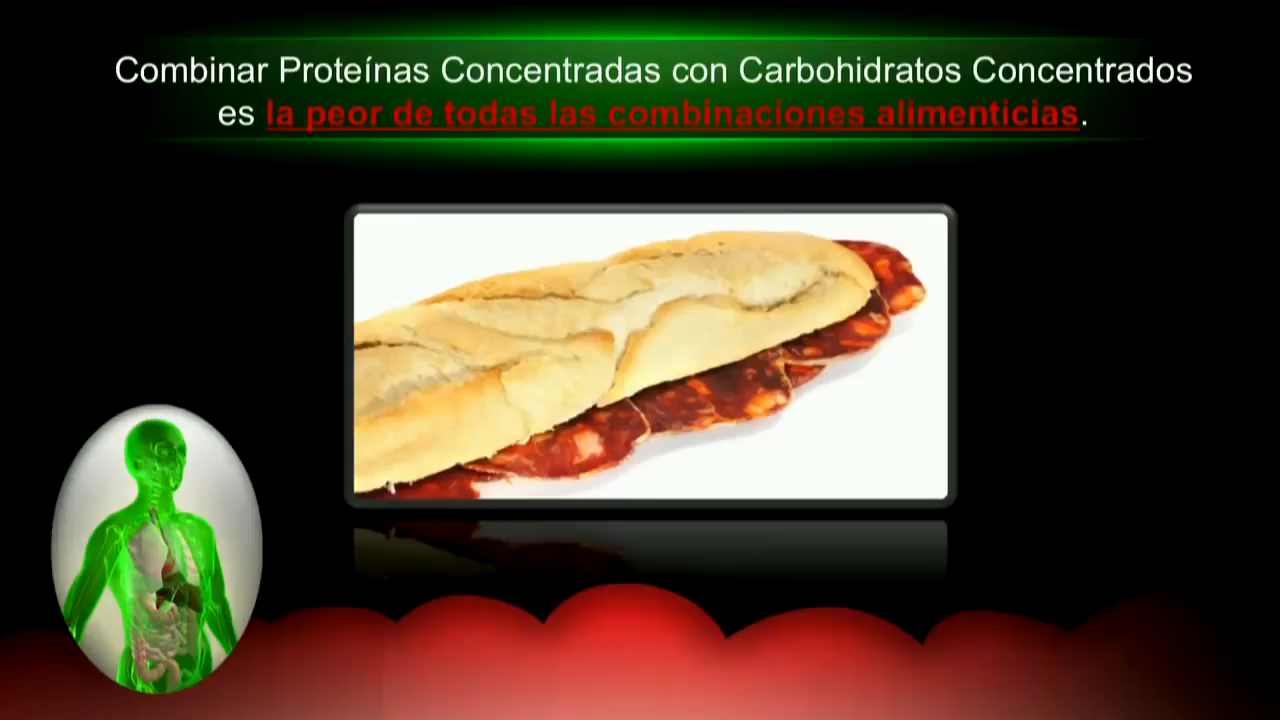 Combinar Proteínas Concentradas con Carbohidratos Concentrados
es la peor de todas las combinaciones alimenticias.